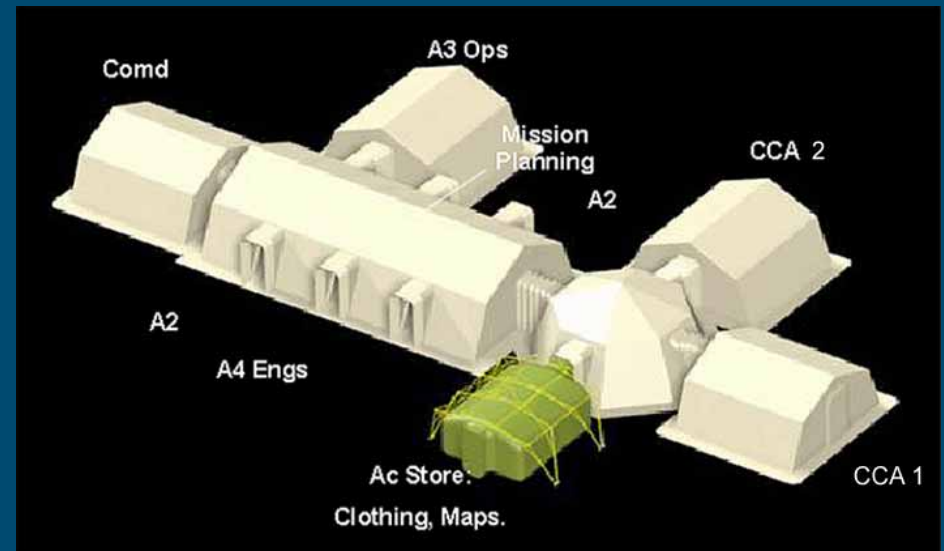 A3 Ops
Comd
Mission
Planning
CCA 2
A2
A2
A4 Engs
Ac Store:
CCA 1
Clothing, Maps.